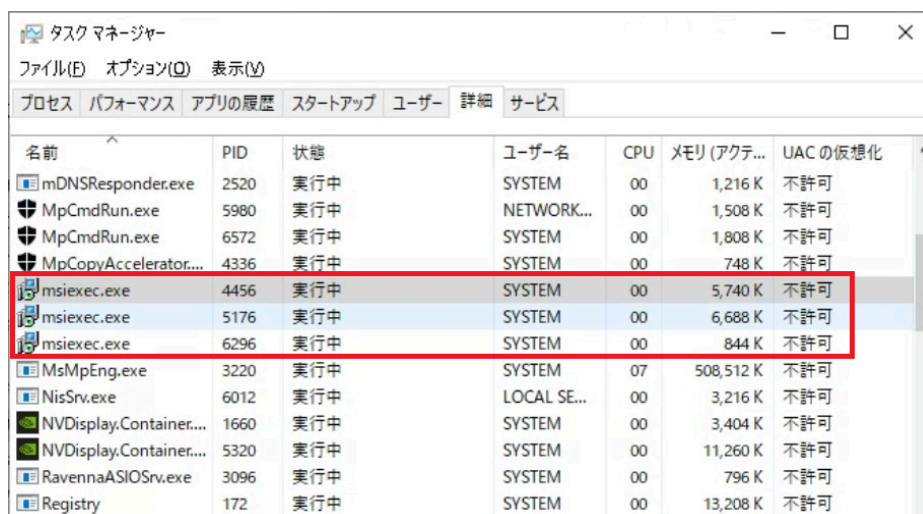 タスク マネージャー
ファイル(F) オプション(O) 表示(V)
プロセス パフォーマンス アプリの履歴 スタートアップ ユーザー 詳細 サービス
名前 PID 状態 ユーザー名 CPU メモリ (アクテ... UAC の仮想化
mDNSResponder.exe 2520 実行中 SYSTEM 00 1,216 K 不許可
MpCmdRun.exe 5980 実行中 NETWORK... 00 1,508 K 不許可
MpCmdRun.exe 6572 実行中 SYSTEM 00 1,808 K 不許可
MpCopyAccelerator.... 4336 実行中 SYSTEM 00 748 K 不許可
msiexec.exe 4456 実行中 SYSTEM 00 5,740 K 不許可
msiexec.exe 5176 実行中 SYSTEM 00 6,688 K 不許可
msiexec.exe 6296 実行中 SYSTEM 00 844 K 不許可
MsMpEng.exe 3220 実行中 SYSTEM 07 508,512 K 不許可
NisSrv.exe 6012 実行中 LOCAL SE... 00 3,216 K 不許可
NVDisplay.Container.... 1660 実行中 SYSTEM 00 3,404 K 不許可
NVDisplay.Container.... 5320 実行中 SYSTEM 00 11,260 K 不許可
RavennaASIOSrv.exe 3096 実行中 SYSTEM 00 796 K 不許可
Registry 172 実行中 SYSTEM 00 13,208 K 不許可